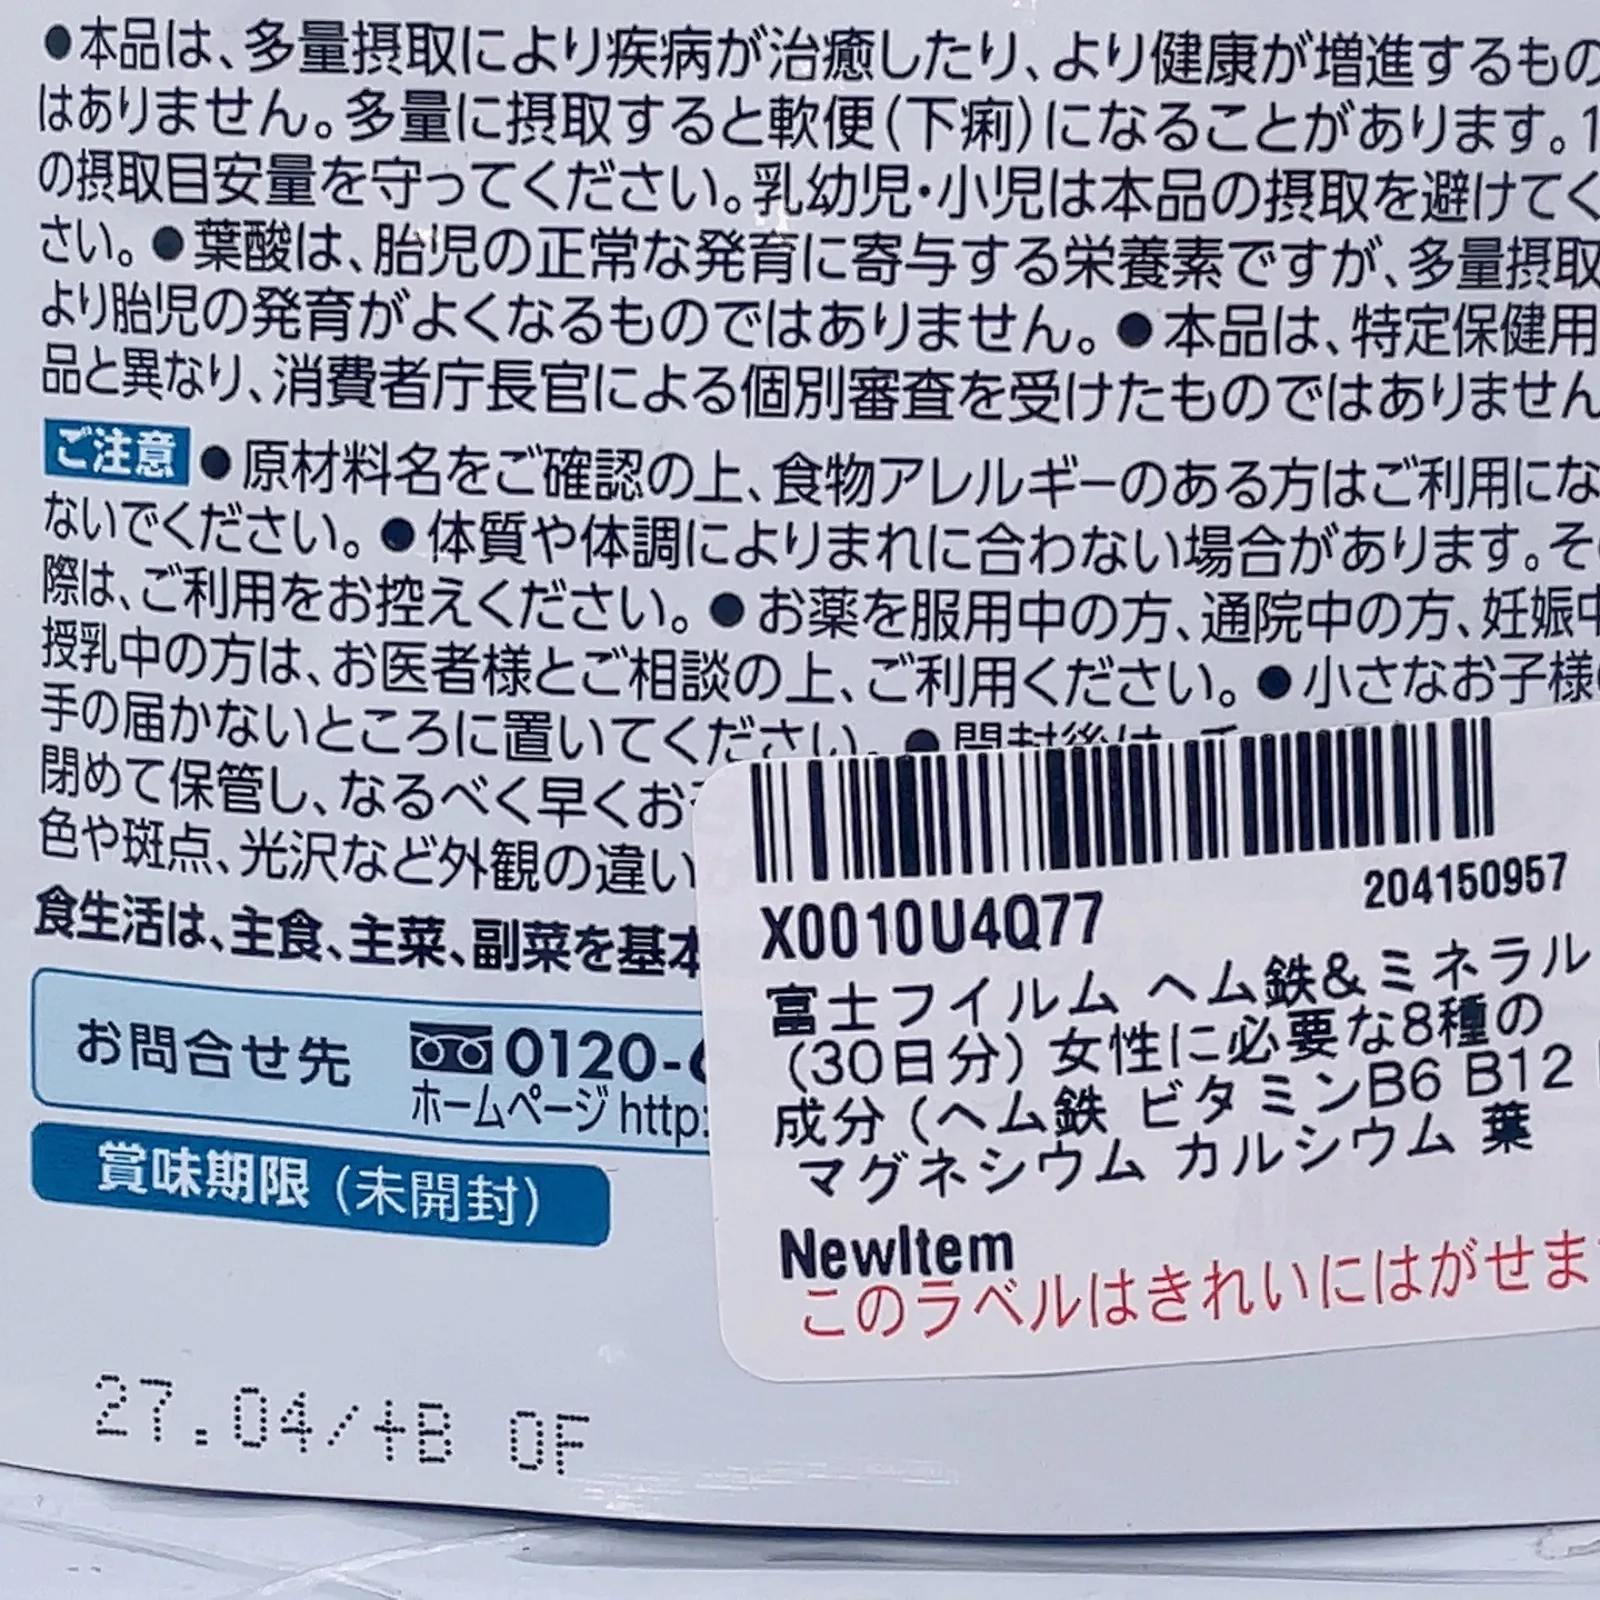 ●本品は、多量摂取により疾病が治癒したり、より健康が増進するもの
はありません。多量に摂取すると軟便(下痢)になることがあります。1
の摂取目安量を守ってください。乳幼児・小児は本品の摂取を避けてく
さい。●葉酸は、胎児の正常な発育に寄与する栄養素ですが、多量摂取
より胎児の発育がよくなるものではありません。●本品は、特定保健用
品と異なり、消費者庁長官による個別審査を受けたものではありません
ご注意 ●原材料名をご確認の上、食物アレルギーのある方はご利用にな
ないでください。●体質や体調によりまれに合わない場合があります。その
際は、ご利用をお控えください。●お薬を服用中の方、通院中の方、妊娠中
授乳中の方は、お医者様とご相談の上、ご利用ください。●小さなお子様の
手の届かないところに置いてください。●開封後は、チ
閉めて保管し、なるべく早くお
色や斑点、光沢など外観の違い
食生活は、主食、主菜、副菜を基本
お問合せ先 0120-6
ホームページ http:
賞味期限(未開封)
27.04/+B OF
X0010U4Q77 204150957
富士フイルム ヘム鉄&ミネラル
(30日分) 女性に必要な8種の
成分 (ヘム鉄 ビタミンB6 B12
マグネシウム カルシウム 葉
NewItem
このラベルはきれいにはがせま